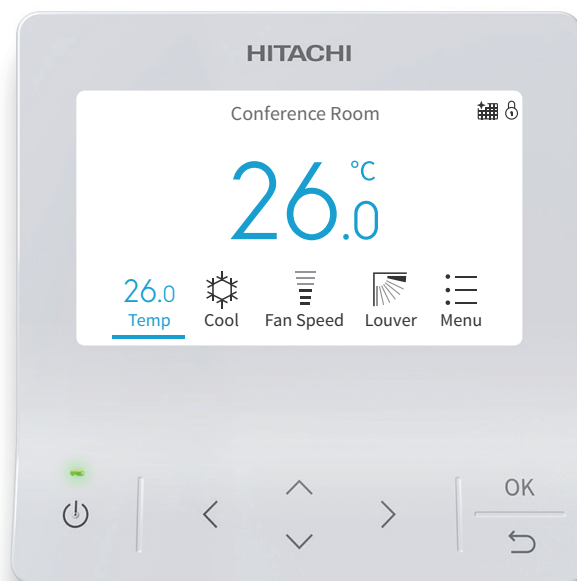 HITACHI
Conference Room
26.0 °C
26.0
Temp Cool Fan Speed Louver Menu
OK